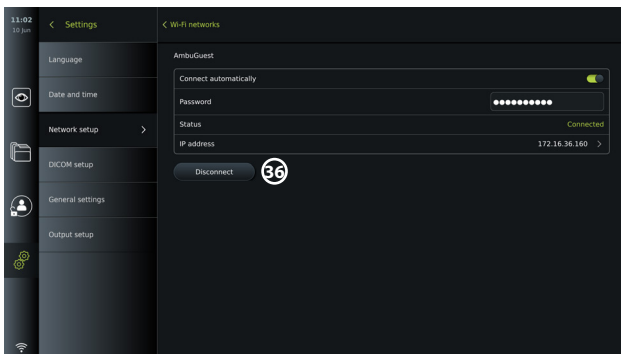 11:02
10 Jun
Settings
Wi-Fi networks
Language
Date and time
Network setup
DICOM setup
General settings
Output setup
AmbuGuest
Connect automatically
Password ●●●●●●●●●●
Status Connected
IP address 172.16.36.160
Disconnect 36